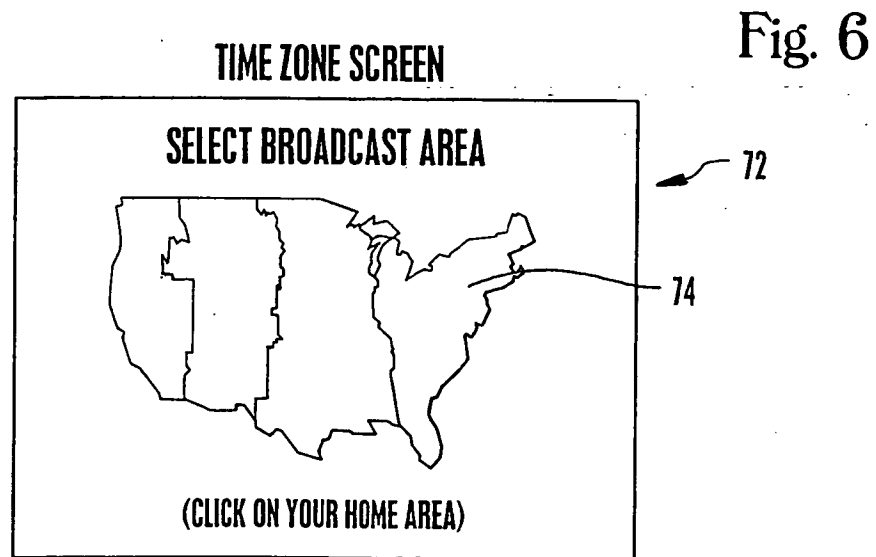 Fig. 6
TIME ZONE SCREEN
SELECT BROADCAST AREA
72
74
(CLICK ON YOUR HOME AREA)